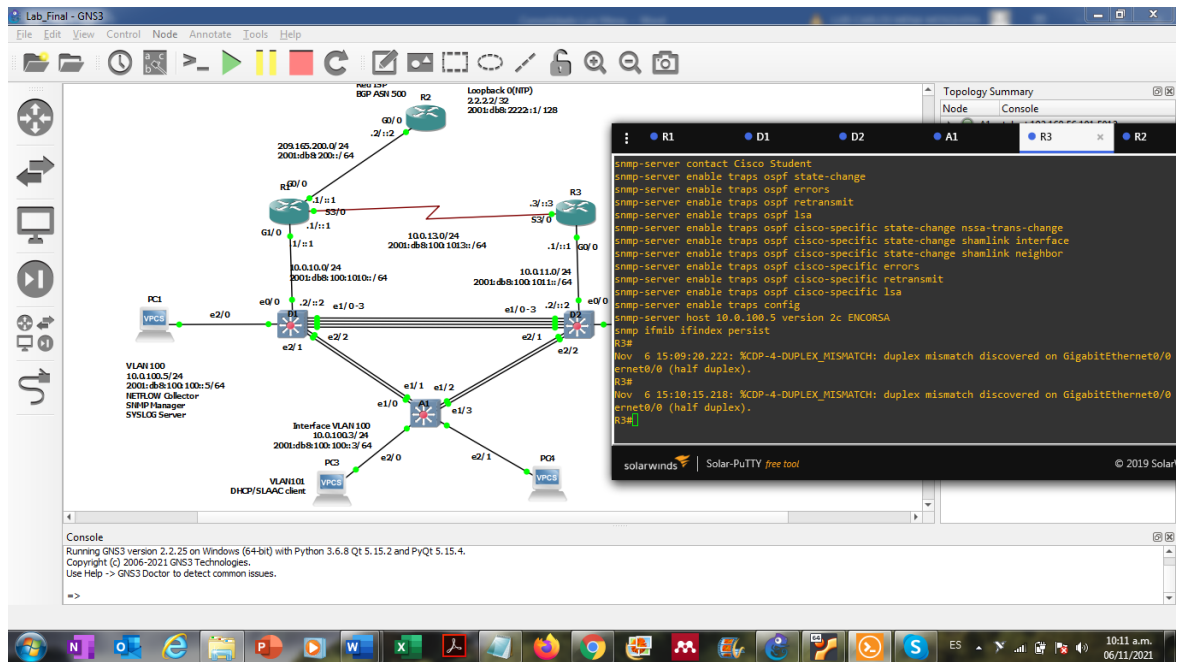 Lab_Final - GNS3
File Edit View Control Node Annotate Tools Help
BGP ASN 500
R2
Loopback 0(NTP)
2.2.2.2/ 32
2001:db8:2222::1/ 128
G0/ 0
.2/::2
209.165.200.0/ 24
2001:db8:200::/ 64
R1
G0/ 0
.1/::1
S3/0
.1/::1
G1/ 0
.1/::1
R3
.3/::3
S3/ 0
10.0.13.0/ 24
2001:db8:100:1013::/ 64
.1/::1
G0/ 0
10.0.10.0/ 24
2001:db8:100:1010::/ 64
10.0.11.0/ 24
2001:db8:100:1011::/ 64
PC1
VPCS
e2/0
e0/ 0
.2/::2
e1/0-3
D1
e1/0-3
.2/::2
e0/ 0
D2
e2/ 1
e2/2
e2/1
e2/2
VLAN 100
10.0.100.5/ 24
2001:db8:100:100::5/64
NETFLOW Collector
SNMP Manager
SYSLOG Server
e1/1
e1/2
e1/0
A1
e1/3
Interface VLAN 100
10.0.100.3/ 24
2001:db8:100:100::3/ 64
PC3
VPCS
e2/ 0
e2/ 1
PC4
VPCS
VLAN101
DHCP/SLAAC client
Topology Summary
Node Console
R1 D1 D2 A1 R3 × R2
snmp-server contact Cisco Student
snmp-server enable traps ospf state-change
snmp-server enable traps ospf errors
snmp-server enable traps ospf retransmit
snmp-server enable traps ospf lsa
snmp-server enable traps ospf cisco-specific state-change nssa-trans-change
snmp-server enable traps ospf cisco-specific state-change shamlink interface
snmp-server enable traps ospf cisco-specific state-change shamlink neighbor
snmp-server enable traps ospf cisco-specific errors
snmp-server enable traps ospf cisco-specific retransmit
snmp-server enable traps ospf cisco-specific lsa
snmp-server enable traps config
snmp-server host 10.0.100.5 version 2c ENCORSA
snmp ifmib ifindex persist
R3#
Nov 6 15:09:20.222: %CDP-4-DUPLEX_MISMATCH: duplex mismatch discovered on GigabitEthernet0/0
ernet0/0 (half duplex).
R3#
Nov 6 15:10:15.218: %CDP-4-DUPLEX_MISMATCH: duplex mismatch discovered on GigabitEthernet0/0
ernet0/0 (half duplex).
R3#
solarwinds Solar-PuTTY free tool
© 2019 Solar
Console
Running GNS3 version 2.2.25 on Windows (64-bit) with Python 3.6.8 Qt 5.15.2 and PyQt 5.15.4.
Copyright (c) 2006-2021 GNS3 Technologies.
Use Help -> GNS3 Doctor to detect common issues.
=>
ES
10:11 a.m.
06/11/2021